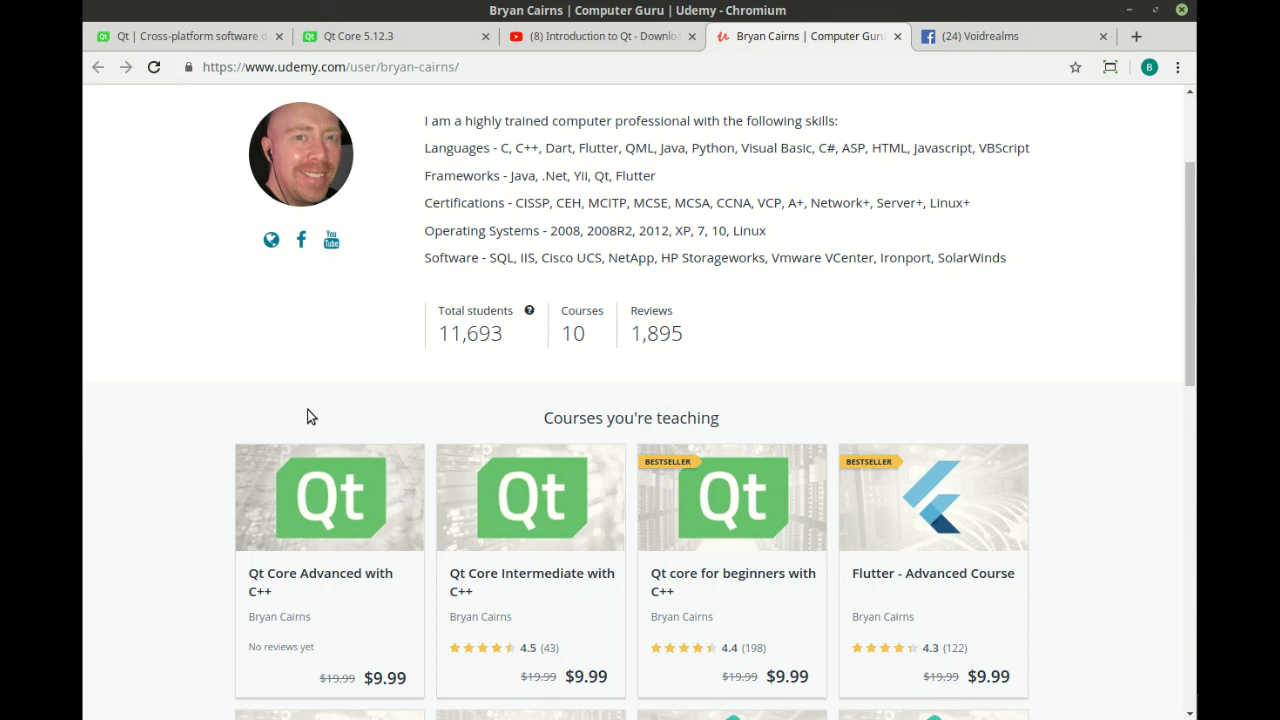 Bryan Cairns | Computer Guru | Udemy - Chromium
Qt | Cross-platform software d
Qt Core 5.12.3
(8) Introduction to Qt - Downloa
Bryan Cairns | Computer Guru
(24) Voidrealms
https://www.udemy.com/user/bryan-cairns/
B
I am a highly trained computer professional with the following skills:
Languages - C, C++, Dart, Flutter, QML, Java, Python, Visual Basic, C#, ASP, HTML, Javascript, VBScript
Frameworks - Java, .Net, Yii, Qt, Flutter
Certifications - CISSP, CEH, MCITP, MCSE, MCSA, CCNA, VCP, A+, Network+, Server+, Linux+
You Tube
Operating Systems - 2008, 2008R2, 2012, XP, 7, 10, Linux
Software - SQL, IIS, Cisco UCS, NetApp, HP Storageworks, Vmware VCenter, Ironport, SolarWinds
Total students Courses Reviews
11,693 10 1,895
Courses you're teaching
Qt
Qt
BESTSELLER
Qt
BESTSELLER
Qt Core Advanced with
C++
Bryan Cairns
No reviews yet
$19.99 $9.99
Qt Core Intermediate with
C++
Bryan Cairns
4.5 (43)
$19.99 $9.99
Qt core for beginners with
C++
Bryan Cairns
4.4 (198)
$19.99 $9.99
Flutter - Advanced Course
Bryan Cairns
4.3 (122)
$19.99 $9.99